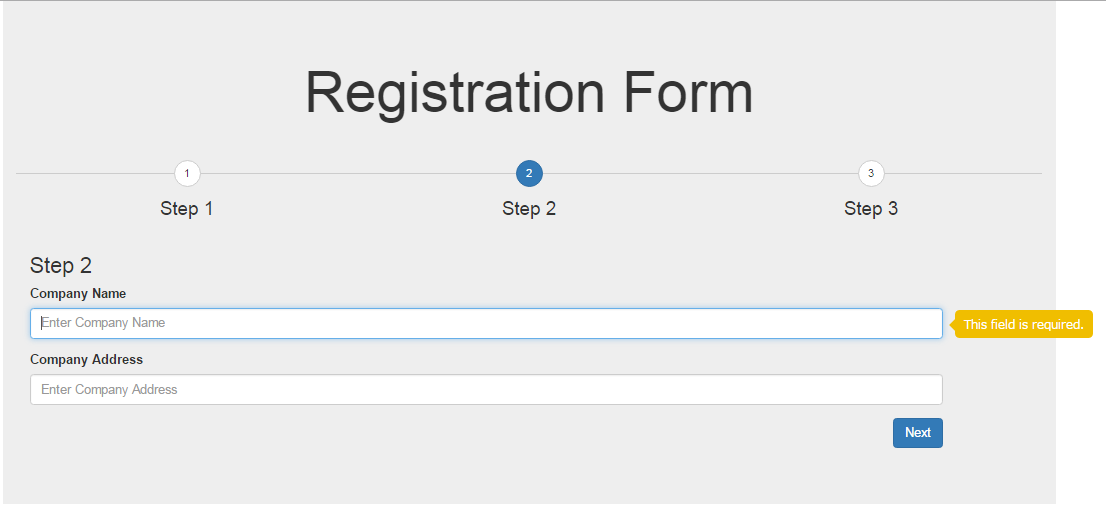 Registration Form
1 2 3
Step 1 Step 2 Step 3
Step 2
Company Name
Enter Company Name This field is required.
Company Address
Enter Company Address
Next